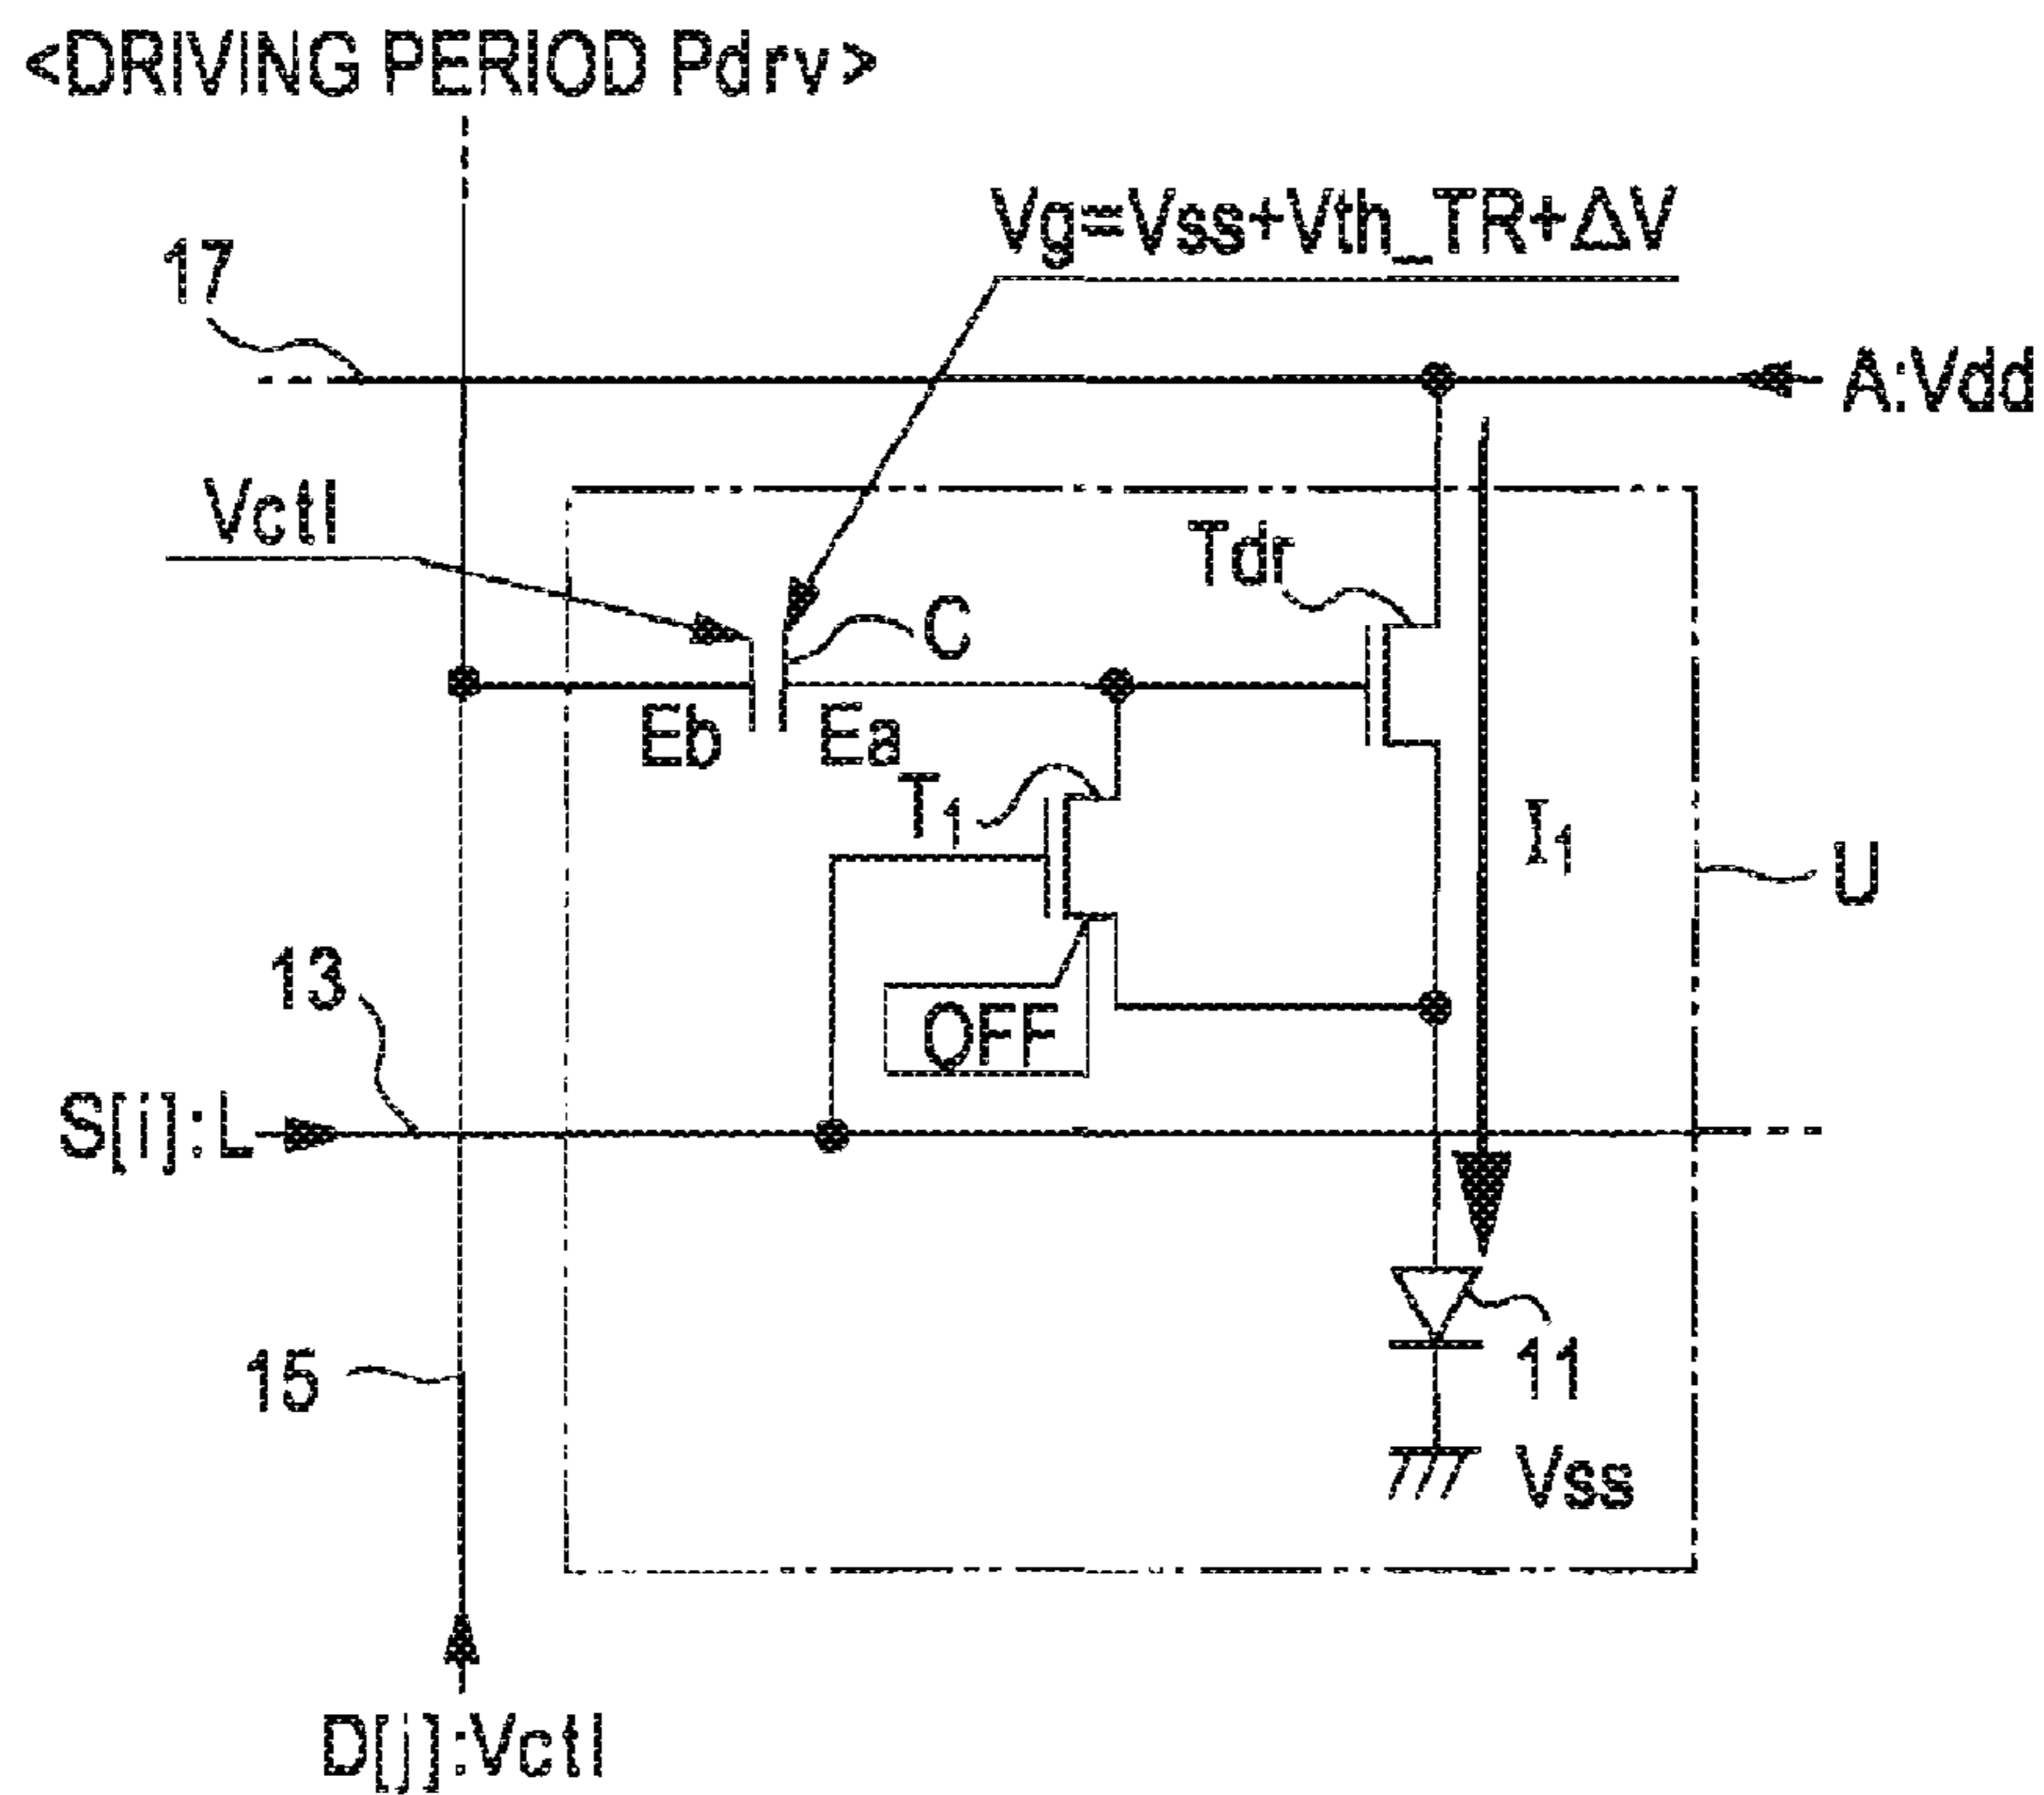 <DRIVING PERIOD Pdrv>
Vg=Vss+Vth_TR+ΔV
17
A:Vdd
Vctl
Tdr
C
Eb
Ea
T1
I1
U
13
OFF
S[i]:L
11
15
Vss
D[j]:Vctl